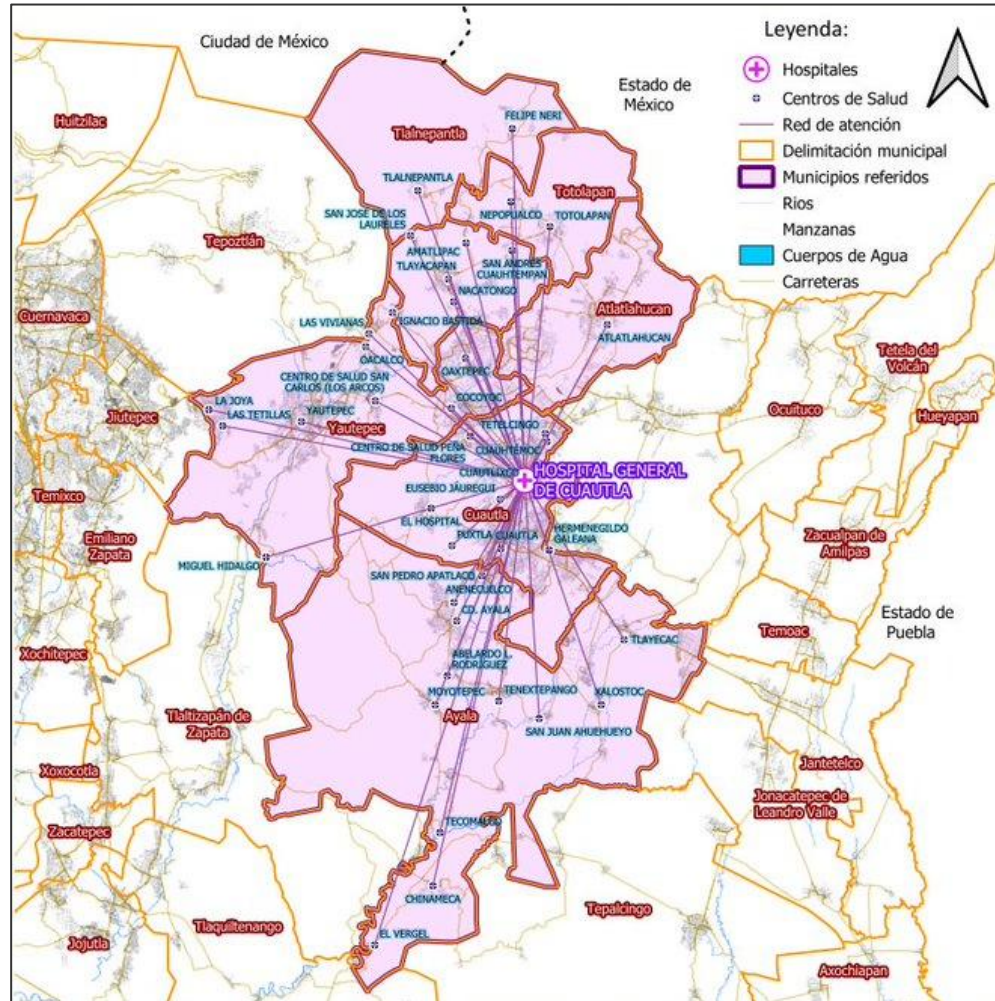 Leyenda:
Hospitales
Centros de Salud
Red de atención
Delimitación municipal
Municipios referidos
Rios
Manzanas
Cuerpos de Agua
Carreteras
Ciudad de México
Estado de
México
Huitzilac
FELIPE NERI
Tlalnepantla
TLALNEPANTLA
Totolapan
NEPOPUALCO
TOTOLAPAN
SAN JOSE DE LOS
LAURELES
Tepoztlán
AMATLIPAC
TLAYACAPAN
SAN ANDRES
CUAUHTEMPAN
NACATONGO
Atlatlahucan
Cuernavaca
LAS VIVIANAS
IGNACIO BASTIDA
ATLATLAHUCAN
OACALCO
OAXTEPEC
Tetela del
Volcán
CENTRO DE SALUD SAN
CARLOS (LOS ARCOS)
COCOYOC
Jiutepec
LA JOYA
LAS TETILLAS
YAUTEPEC
Yautepec
TETELCINGO
Ocuituco
Hueyapan
CENTRO DE SALUD PEÑA
FLORES
CUAUHTEMOC
CUAUTLIXCO
HOSPITAL GENERAL
DE CUAUTLA
EUSEBIO JAUREGUI
Temixco
Cuautla
EL HOSPITAL
Emiliano
Zapata
PUXTLA
CUAUTLA
HERMENEGILDO
GALEANA
Zacualpan de
Amilpas
MIGUEL HIDALGO
SAN PEDRO APATLACO
ANENECUILCO
CD. AYALA
Estado de
Puebla
Xochitepec
TLAYECAC
Temoac
ABELARDO L.
RODRIGUEZ
MOYOTEPEC
TENEXTEPANGO
XALOSTOC
Tlaltizapán de
Zapata
Ayala
SAN JUAN AHUEHUEYO
Xoxocotla
Jantetelco
Jonacatepec de
Leandro Valle
Zacatepec
TECOMALCO
CHINAMECA
Tepalcingo
Tlaquiltenango
Jojutla
EL VERGEL
Axochiapan